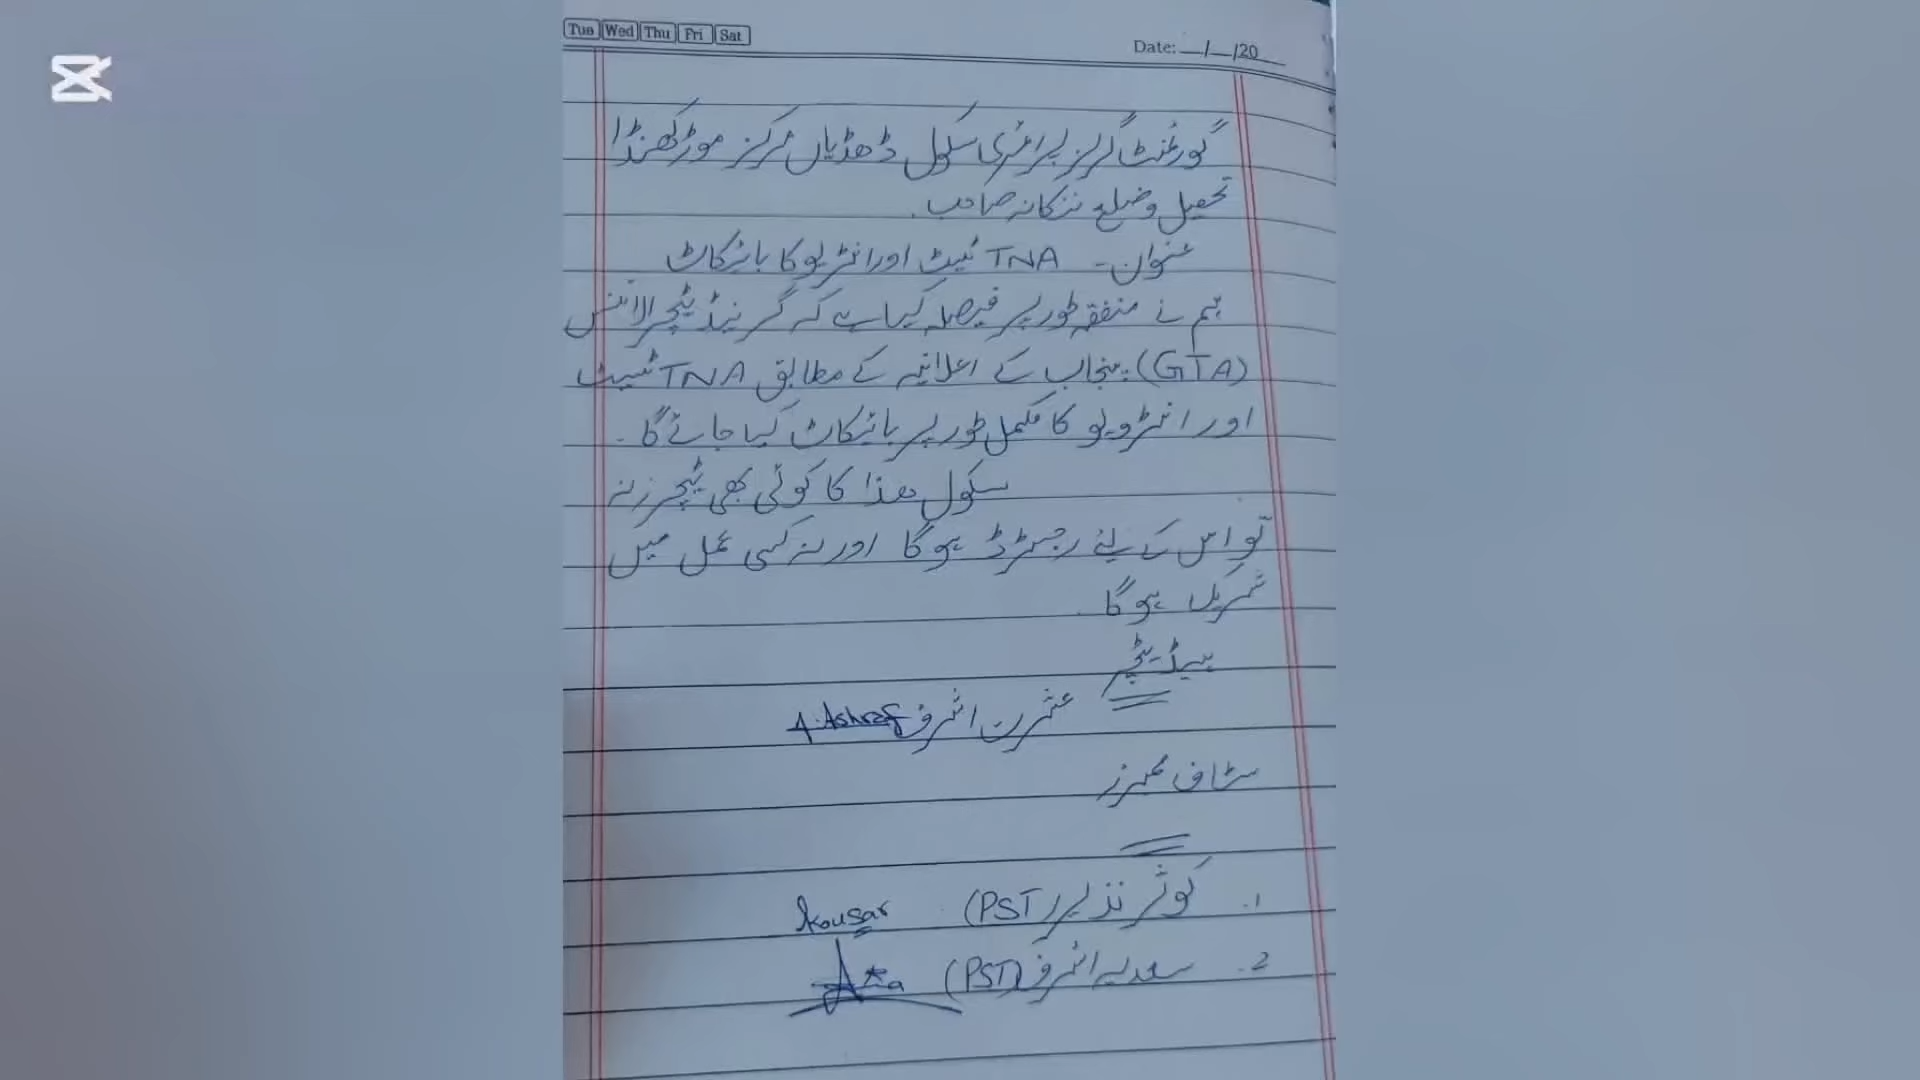 Tue Wed Thu Fri Sat
Date: __/__/20__
گورنمنٹ گرلز پرائمری سکول ڈھڈیاں مرکز موڑکھنڈا
تحصیل وضلع ننکانہ صاحب۔
عنوان۔ TNA ٹیسٹ اور انٹرویو کا بائیکاٹ
ہم نے متفقہ طور پر فیصلہ کیا ہے کہ گرینڈ ٹیچر الائنس
(GTA) پنجاب کے اعلانیہ کے مطابق TNA ٹیسٹ
اور انٹرویو کا مکمل طور پر بائیکاٹ کیا جائے گا۔
سکول ھذا کا کوئی بھی ٹیچرز نہ
تو اس کے لئے رجسٹرڈ ہو گا اور نہ کسی عمل میں
شریک ہو گا۔
ہیڈ ٹیچر
عشرت اشرف A.Ashraf
سٹاف ممبرز
1. کوثر نذیر (PST) Kousar
2. سعدیہ اشرف (PST)